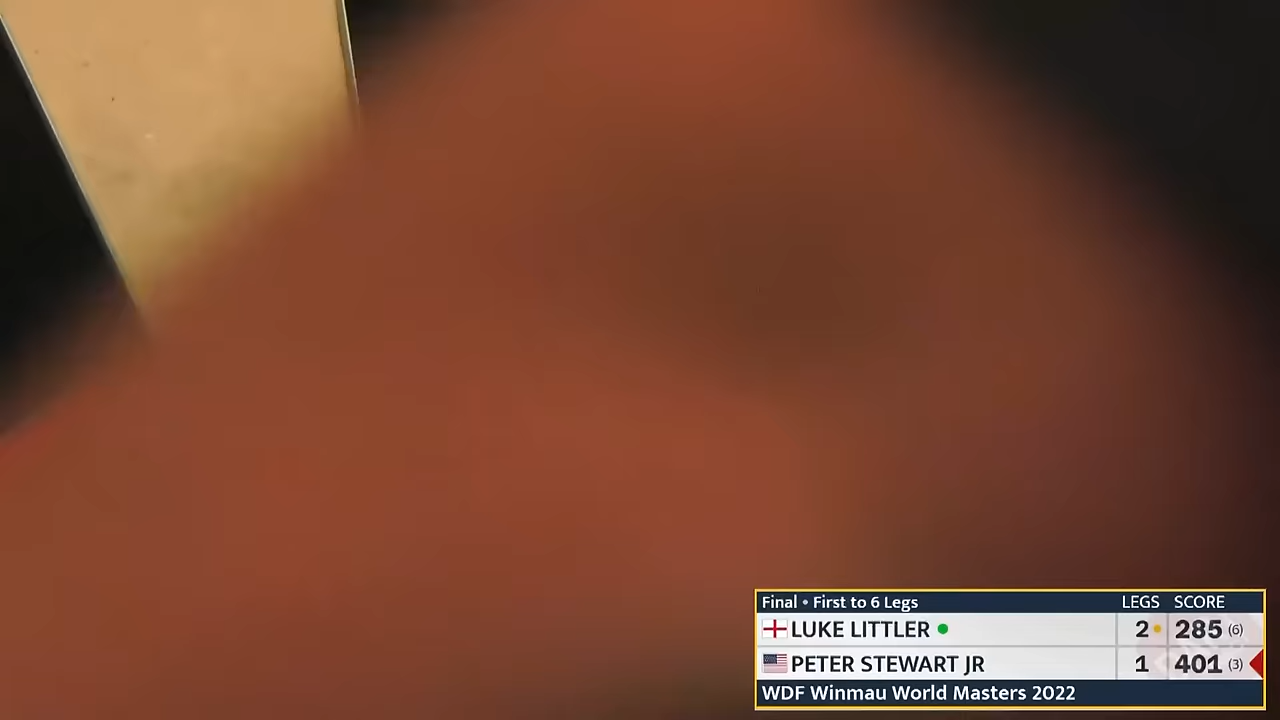 Final • First to 6 Legs LEGS SCORE
LUKE LITTLER 2 285 (6)
PETER STEWART JR 1 401 (3)
WDF Winmau World Masters 2022